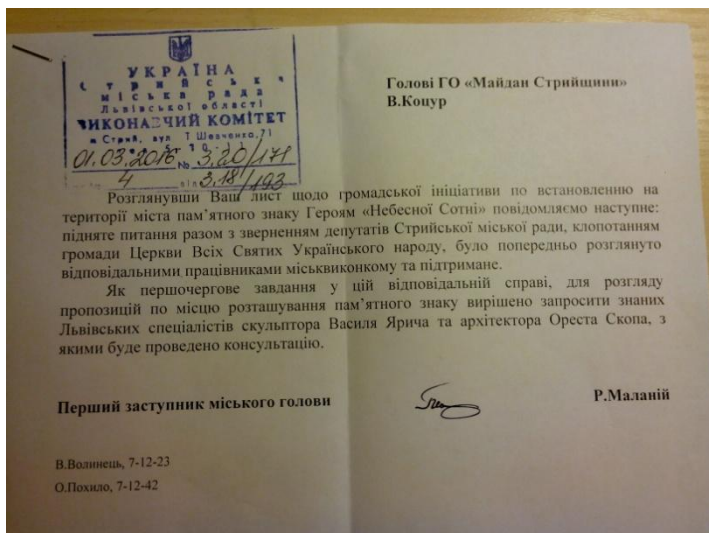 УКРАЇНА
Стрийська
міська рада
Львівської області
ВИКОНАВЧИЙ КОМІТЕТ
м Стрий, вул. Т Шевченка, 71
01.03.2016 № 3.20/171
4 від 3.18/193
Голові ГО «Майдан Стрийщини»
В.Коцур
Розглянувши Ваш лист щодо громадської ініціативи по встановленню на
території міста пам’ятного знаку Героям «Небесної Сотні» повідомляємо наступне:
підняте питання разом з зверненням депутатів Стрийської міської ради, клопотанням
громади Церкви Всіх Святих Українського народу, було попередньо розглянуто
відповідальними працівниками міськвиконкому та підтримане.
Як першочергове завдання у цій відповідальній справі, для розгляду
пропозицій по місцю розташування пам’ятного знаку вирішено запросити знаних
Львівських спеціалістів скульптора Василя Ярича та архітектора Ореста Скопа, з
якими буде проведено консультацію.
Перший заступник міського голови
Р.Маланій
В.Волинець, 7-12-23
О.Похило, 7-12-42